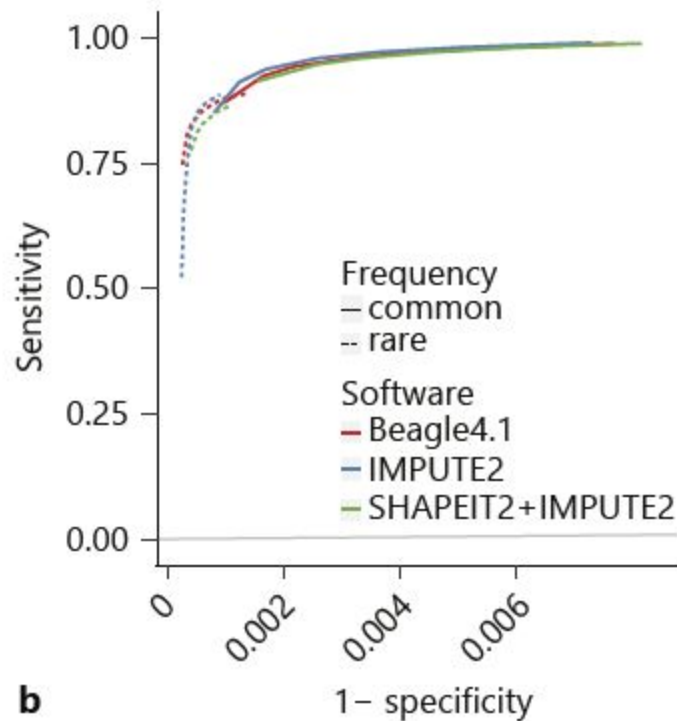 1.00
0.75
0.50
0.25
0.00
Sensitivity
Frequency
common
rare
Software
Beagle4.1
IMPUTE2
SHAPEIT2+IMPUTE2
0
0.002
0.004
0.006
b
1– specificity